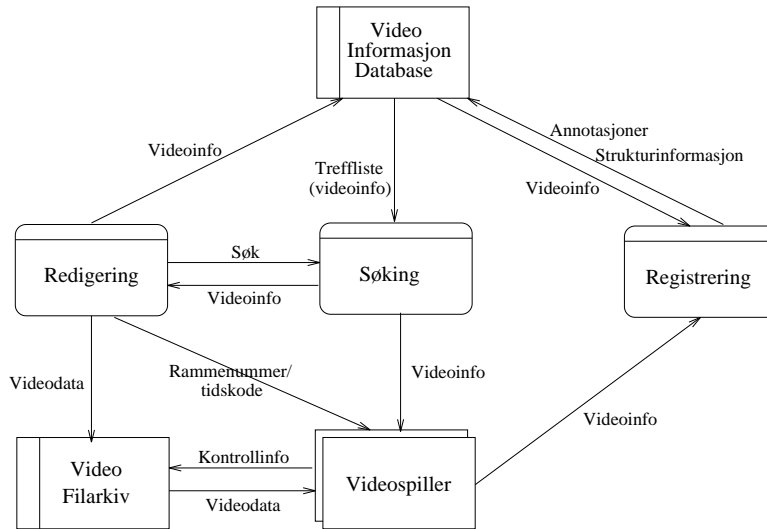 Video
Informasjon
Database
Annotasjoner
Strukturinformasjon
Videoinfo
Treffliste
(videoinfo)
Videoinfo
Redigering
Søk
Videoinfo
Søking
Registrering
Videodata
Rammenummer/
tidskode
Videoinfo
Videoinfo
Video
Filarkiv
Kontrollinfo
Videodata
Videospiller